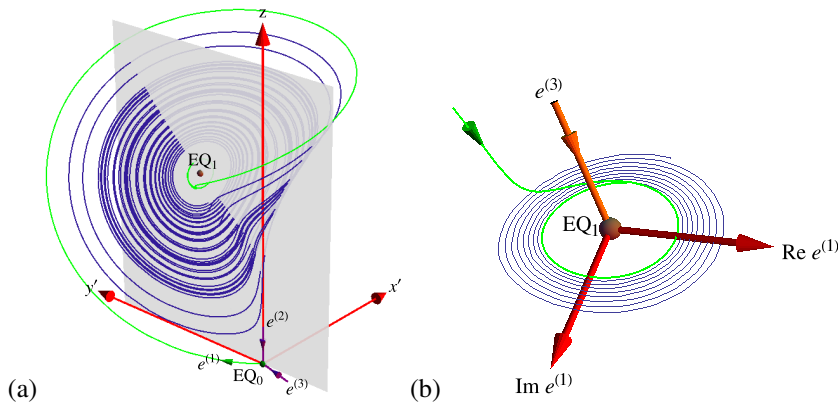 z
EQ₁
y′
x′
e⁽²⁾
e⁽¹⁾
EQ₀
e⁽³⁾
(a)
e⁽³⁾
EQ₁
Re e⁽¹⁾
Im e⁽¹⁾
(b)